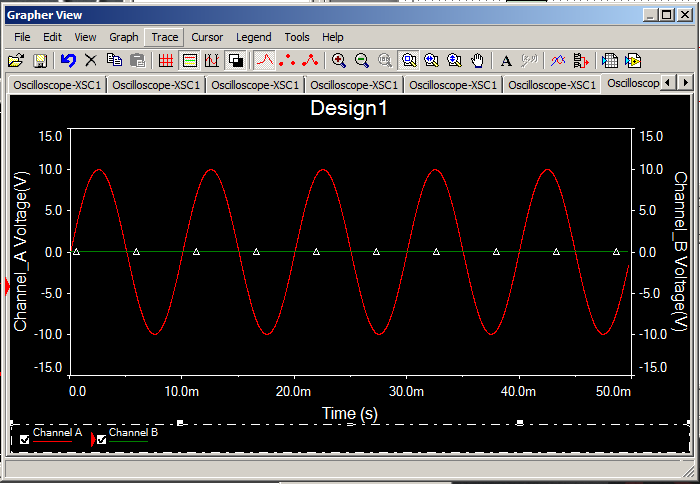 Grapher View
File Edit View Graph Trace Cursor Legend Tools Help
A
Oscilloscope-XSC1 Oscilloscope-XSC1 Oscilloscope-XSC1 Oscilloscope-XSC1 Oscilloscope-XSC1 Oscilloscope-XSC1 Oscilloscop
Design1
15.0 15.0
10.0 10.0
5.0 5.0
0.0 0.0
-5.0 -5.0
-10.0 -10.0
-15.0 -15.0
Channel_A Voltage(V)
Channel_B Voltage(V)
0.0 10.0m 20.0m 30.0m 40.0m 50.0m
Time (s)
Channel A Channel B